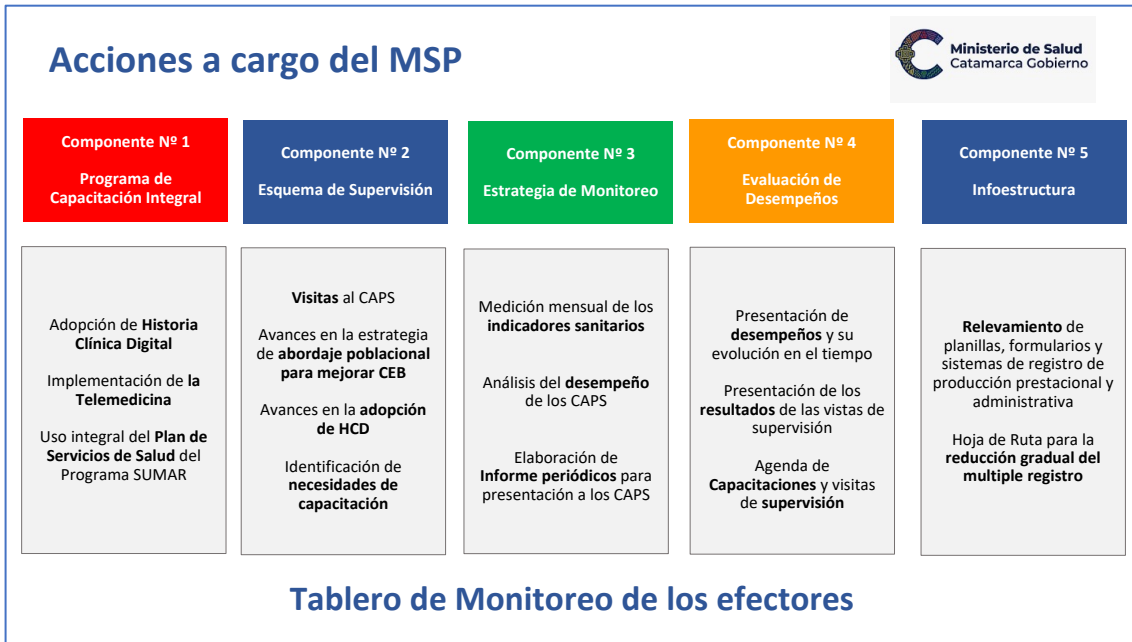 Acciones a cargo del MSP
Ministerio de Salud
Catamarca Gobierno
Componente Nº 1
Programa de
Capacitación Integral
Componente Nº 2
Esquema de Supervisión
Componente Nº 3
Estrategia de Monitoreo
Componente Nº 4
Evaluación de
Desempeños
Componente Nº 5
Infoestructura
Adopción de Historia
Clínica Digital
Implementación de la
Telemedicina
Uso integral del Plan de
Servicios de Salud del
Programa SUMAR
Visitas al CAPS
Avances en la estrategia
de abordaje poblacional
para mejorar CEB
Avances en la adopción
de HCD
Identificación de
necesidades de
capacitación
Medición mensual de los
indicadores sanitarios
Análisis del desempeño
de los CAPS
Elaboración de
Informe periódicos para
presentación a los CAPS
Presentación de
desempeños y su
evolución en el tiempo
Presentación de los
resultados de las vistas de
supervisión
Agenda de
Capacitaciones y visitas
de supervisión
Relevamiento de
planillas, formularios y
sistemas de registro de
producción prestacional y
administrativa
Hoja de Ruta para la
reducción gradual del
multiple registro
Tablero de Monitoreo de los efectores